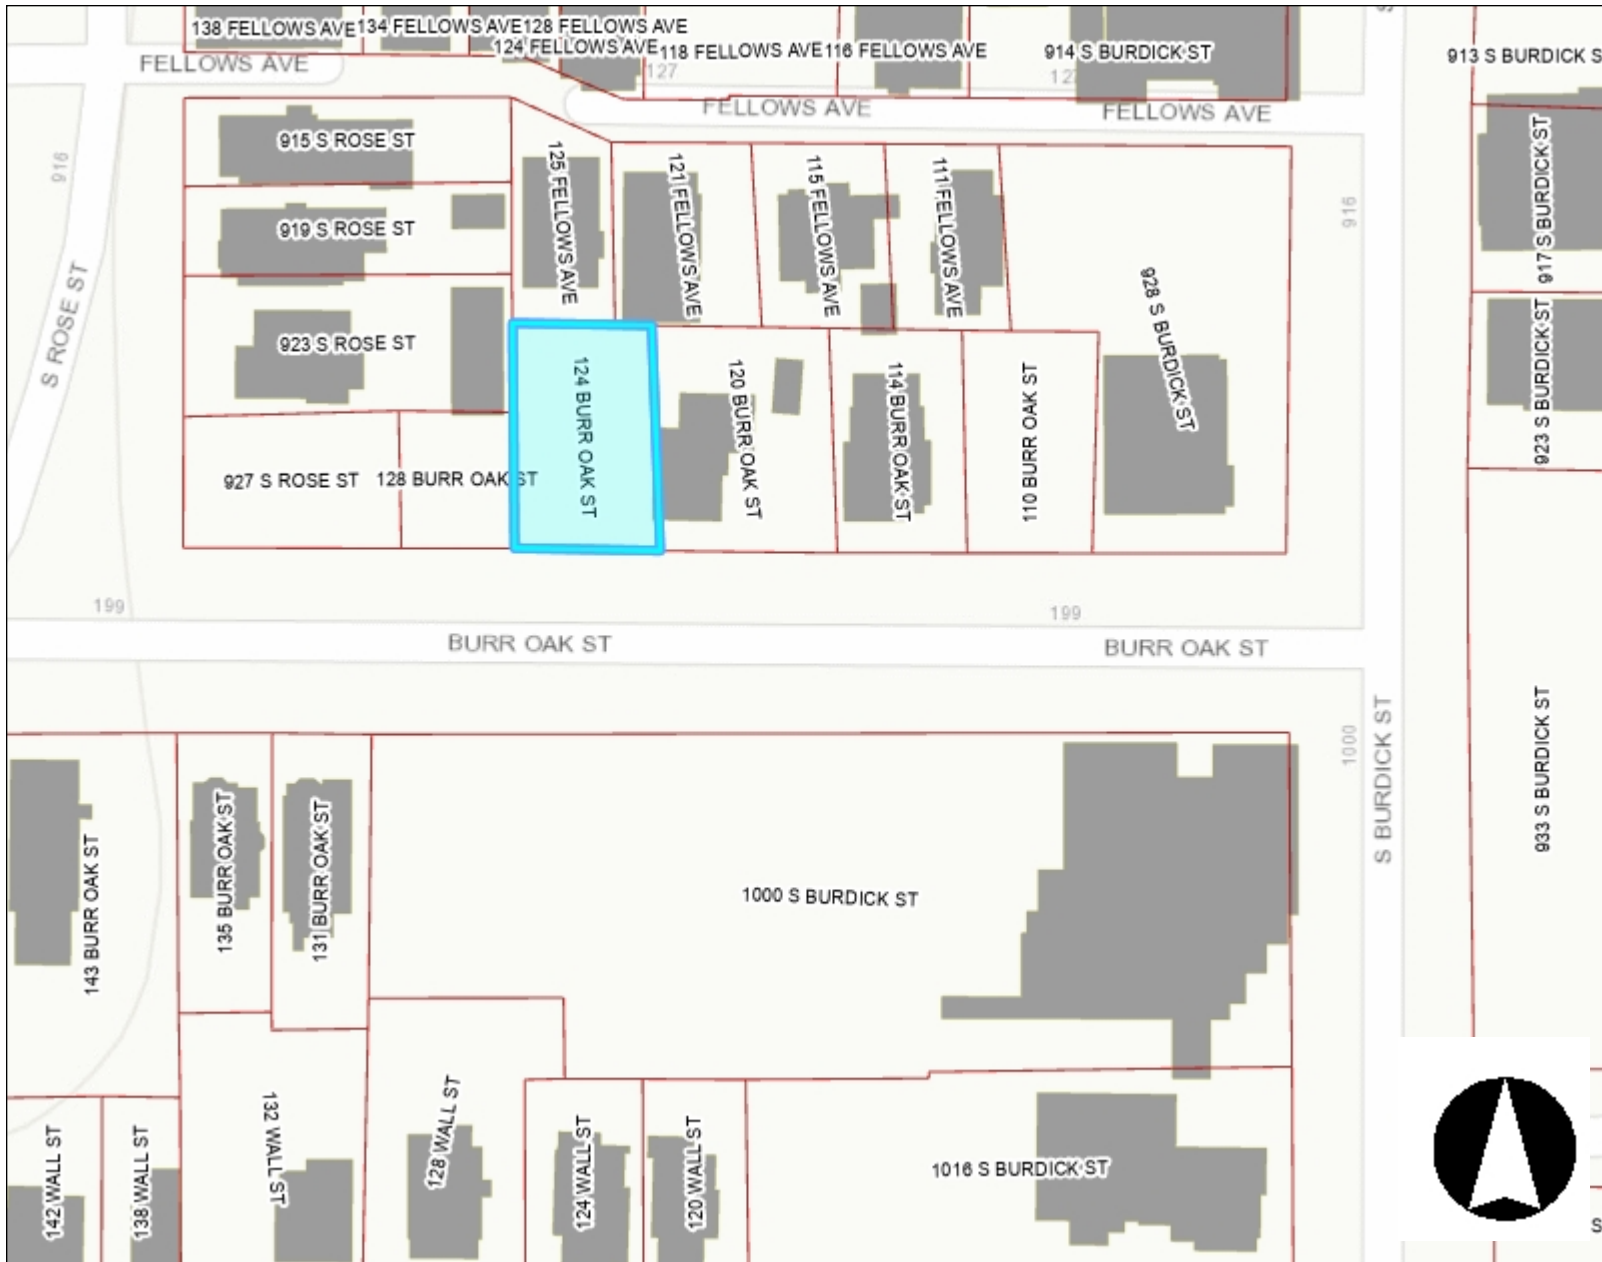 138 FELLOWS AVE
134 FELLOWS AVE
128 FELLOWS AVE
124 FELLOWS AVE
118 FELLOWS AVE
116 FELLOWS AVE
914 S BURDICK ST
913 S BURDICK S
FELLOWS AVE
127
FELLOWS AVE
FELLOWS AVE
915 S ROSE ST
916
125 FELLOWS AVE
121 FELLOWS AVE
115 FELLOWS AVE
111 FELLOWS AVE
917 S BURDICK ST
916
919 S ROSE ST
S ROSE ST
923 S ROSE ST
928 S BURDICK ST
923 S BURDICK ST
124 BURR OAK ST
120 BURR OAK ST
114 BURR OAK ST
110 BURR OAK ST
927 S ROSE ST
128 BURR OAK ST
199
199
BURR OAK ST
BURR OAK ST
1000
S BURDICK ST
933 S BURDICK ST
143 BURR OAK ST
135 BURR OAK ST
131 BURR OAK ST
1000 S BURDICK ST
142 WALL ST
138 WALL ST
132 WALL ST
128 WALL ST
124 WALL ST
120 WALL ST
1016 S BURDICK ST
S